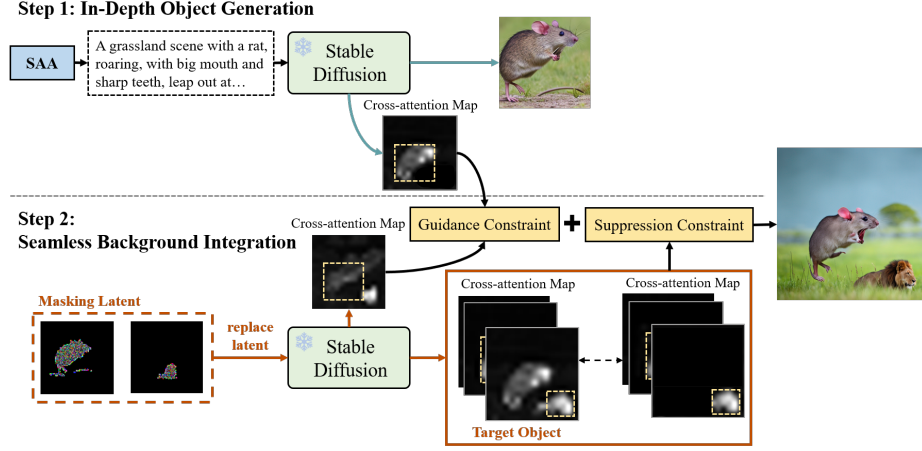 Step 1: In-Depth Object Generation
SAA
A grassland scene with a rat,
roaring, with big mouth and
sharp teeth, leap out at…
Stable
Diffusion
Cross-attention Map
Step 2:
Seamless Background Integration
Cross-attention Map
Guidance Constraint
+
Suppression Constraint
Masking Latent
replace
latent
Stable
Diffusion
Cross-attention Map
Cross-attention Map
Target Object